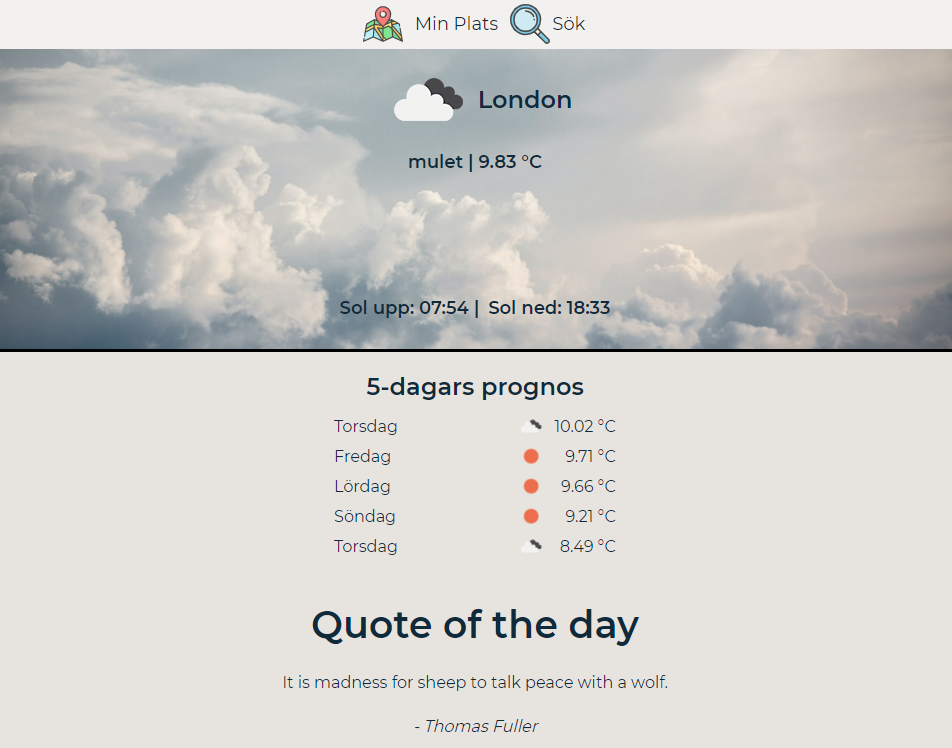 Min Plats Sök
London
mulet | 9.83 °C
Sol upp: 07:54 | Sol ned: 18:33
5-dagars prognos
Torsdag 10.02 °C
Fredag 9.71 °C
Lördag 9.66 °C
Söndag 9.21 °C
Torsdag 8.49 °C
Quote of the day
It is madness for sheep to talk peace with a wolf.
- Thomas Fuller